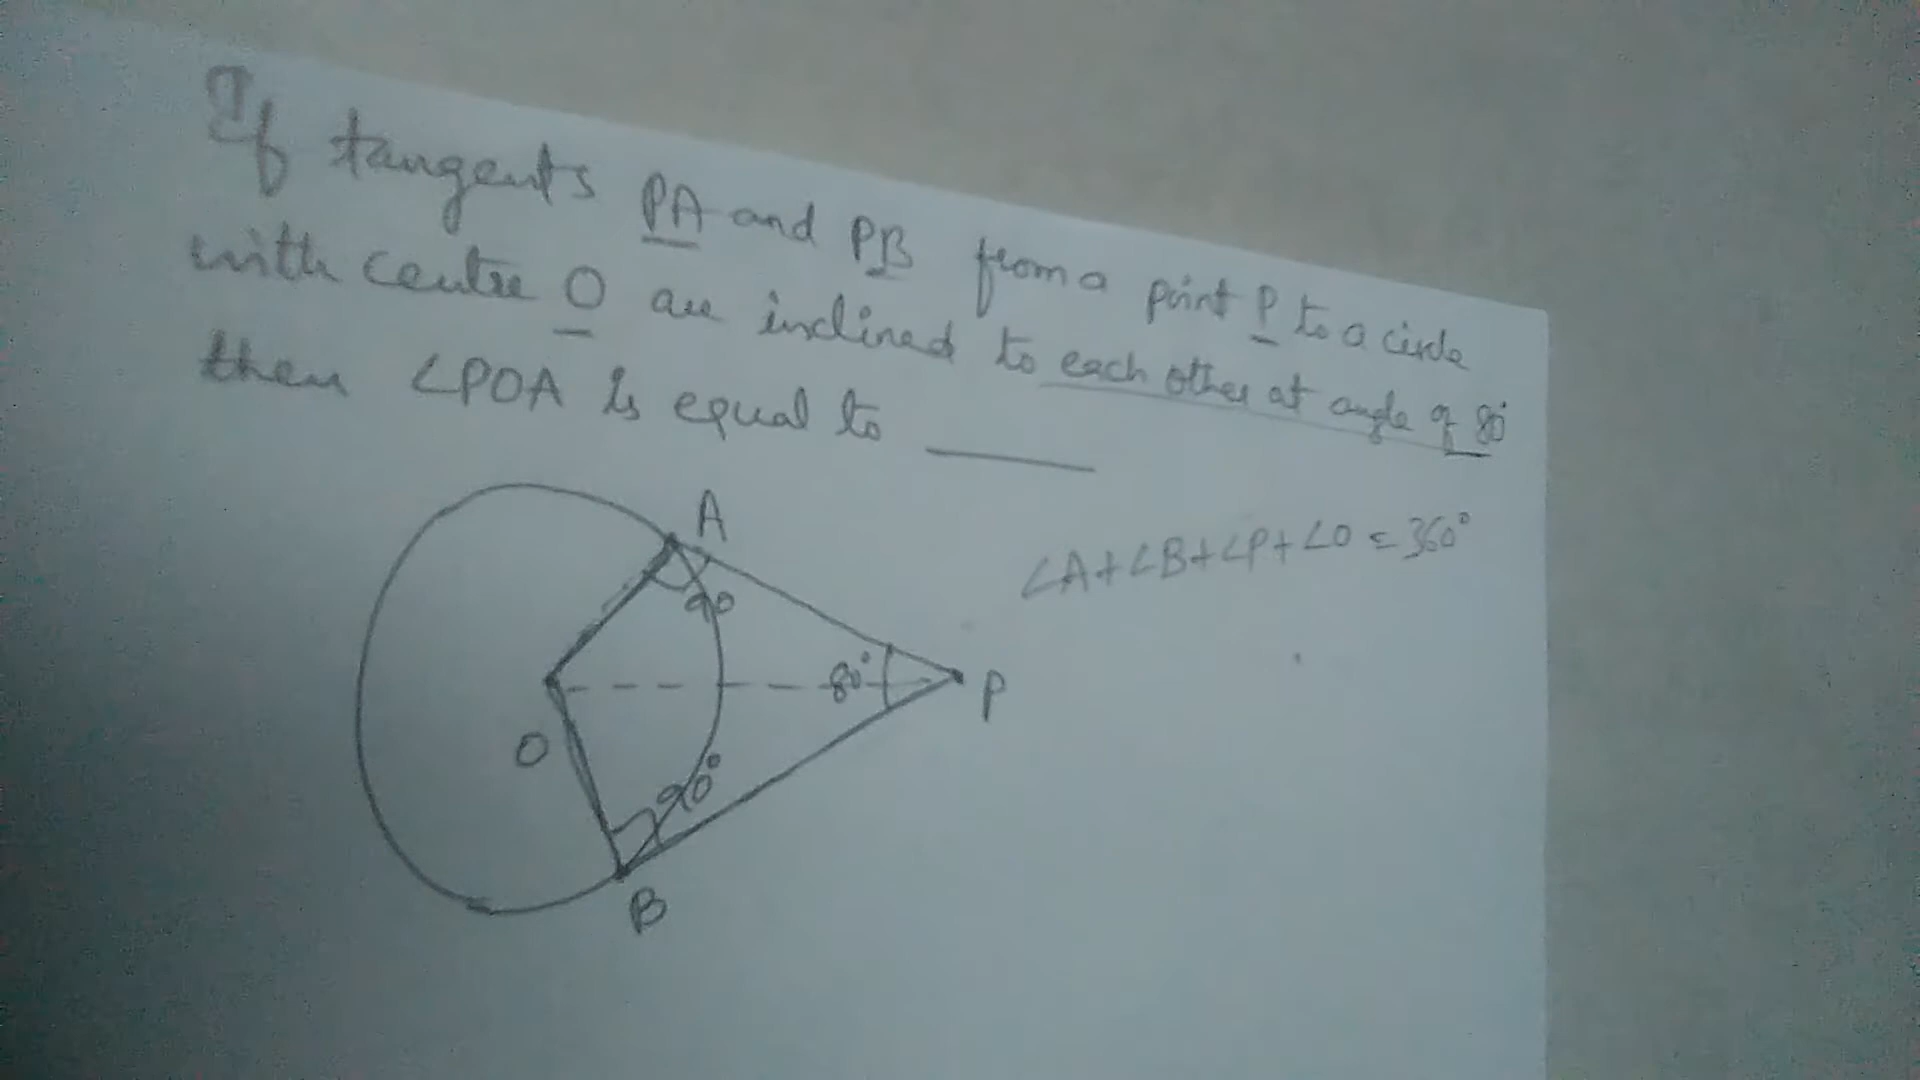 If tangents PA and PB from a point P to a circle
with centre O are inclined to each other at angle of 80°
then ∠POA is equal to ____
A
∠A+∠B+∠P+∠O = 360°
90
80°
P
O
90°
B